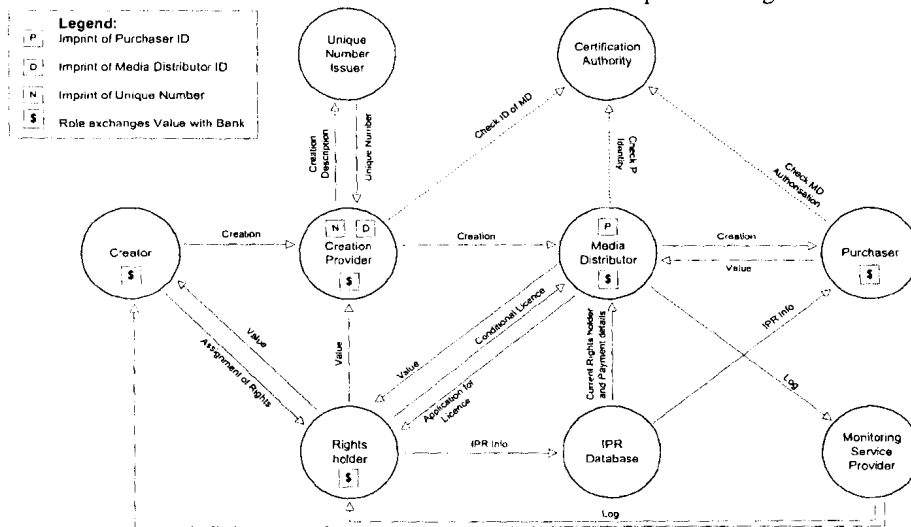 Legend:
P Imprint of Purchaser ID
D Imprint of Media Distributor ID
N Imprint of Unique Number
$ Role exchanges Value with Bank
Unique
Number
Issuer
Certification
Authority
Creation
Description
Unique Number
Check ID of MD
Check P
Identity
Check MD
Authorisation
Creator
$
Creation
N D
Creation
Provider
$
Creation
P
Media
Distributor
$
Creation
Value
Purchaser
$
Value
Assignment of Rights
Value
Value
Conditional Licence
Application for
Licence
Current Rights holder
and Payment details
IPR Info
Log
Rights
holder
$
IPR Info
IPR
Database
Monitoring
Service
Provider
Log